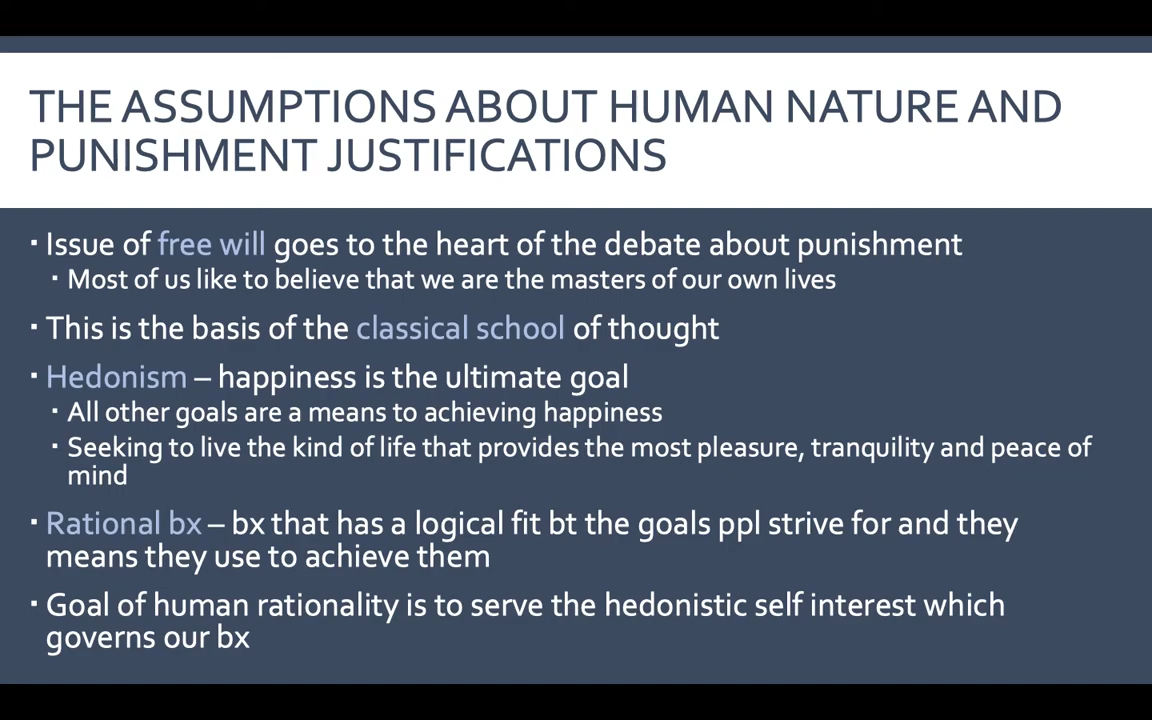 THE ASSUMPTIONS ABOUT HUMAN NATURE AND
PUNISHMENT JUSTIFICATIONS
▪ Issue of free will goes to the heart of the debate about punishment
▪ Most of us like to believe that we are the masters of our own lives
▪ This is the basis of the classical school of thought
▪ Hedonism – happiness is the ultimate goal
▪ All other goals are a means to achieving happiness
▪ Seeking to live the kind of life that provides the most pleasure, tranquility and peace of
mind
▪ Rational bx – bx that has a logical fit bt the goals ppl strive for and they
means they use to achieve them
▪ Goal of human rationality is to serve the hedonistic self interest which
governs our bx